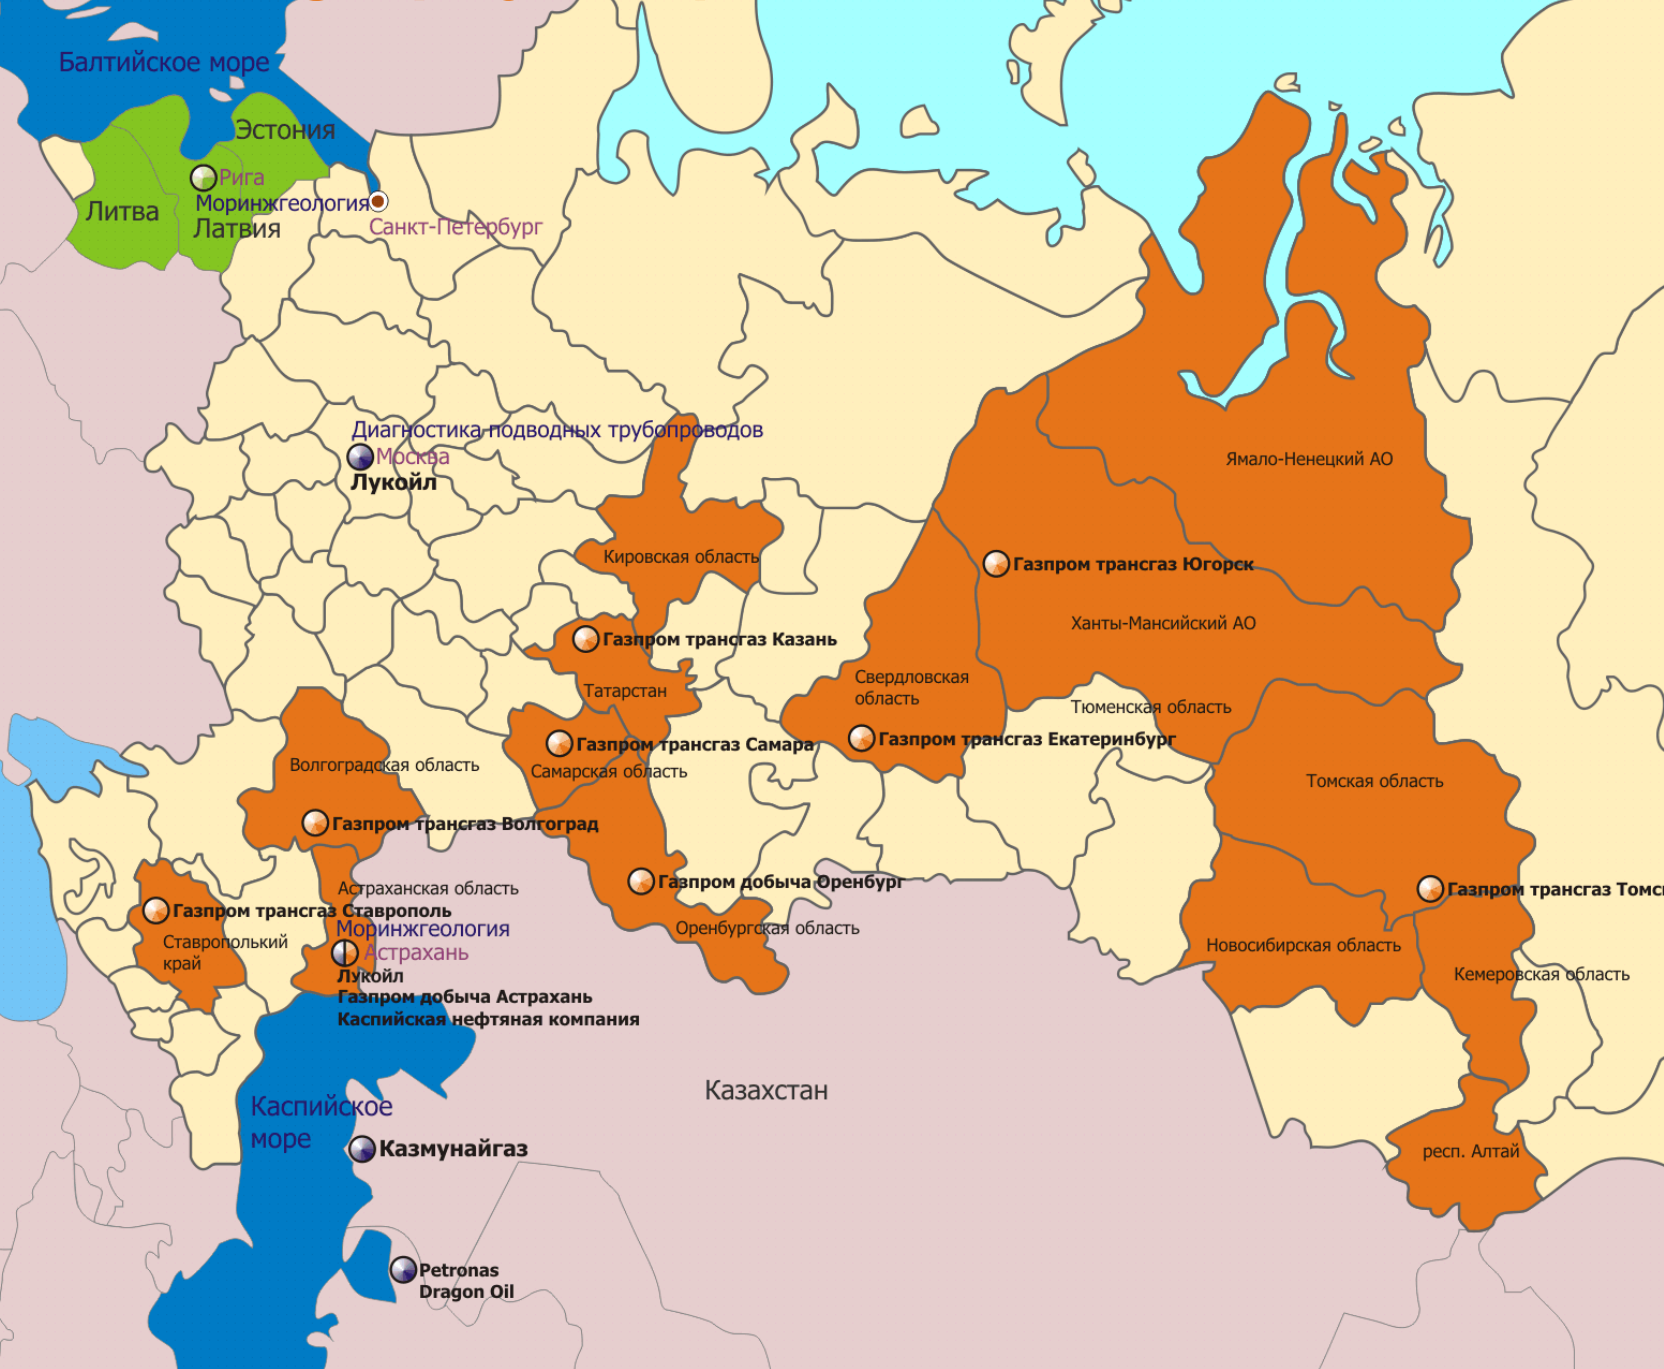 Балтийское море
Эстония
Рига
Моринжгеология
Литва
Латвия
Санкт-Петербург
Диагностика подводных трубопроводов
Москва
Лукойл
Ямало-Ненецкий АО
Кировская область
Газпром трансгаз Югорск
Ханты-Мансийский АО
Газпром трансгаз Казань
Татарстан
Свердловская
область
Тюменская область
Газпром трансгаз Самара
Газпром трансгаз Екатеринбург
Волгоградская область
Самарская область
Томская область
Газпром трансгаз Волгоград
Газпром добыча Оренбург
Астраханская область
Газпром трансгаз Томс
Газпром трансгаз Ставрополь
Моринжгеология
Оренбургская область
Ставрополький
край
Новосибирская область
Астрахань
Лукойл
Кемеровская область
Газпром добыча Астрахань
Каспийская нефтяная компания
Казахстан
Каспийское
море
Казмунайгаз
респ. Алтай
Petronas
Dragon Oil